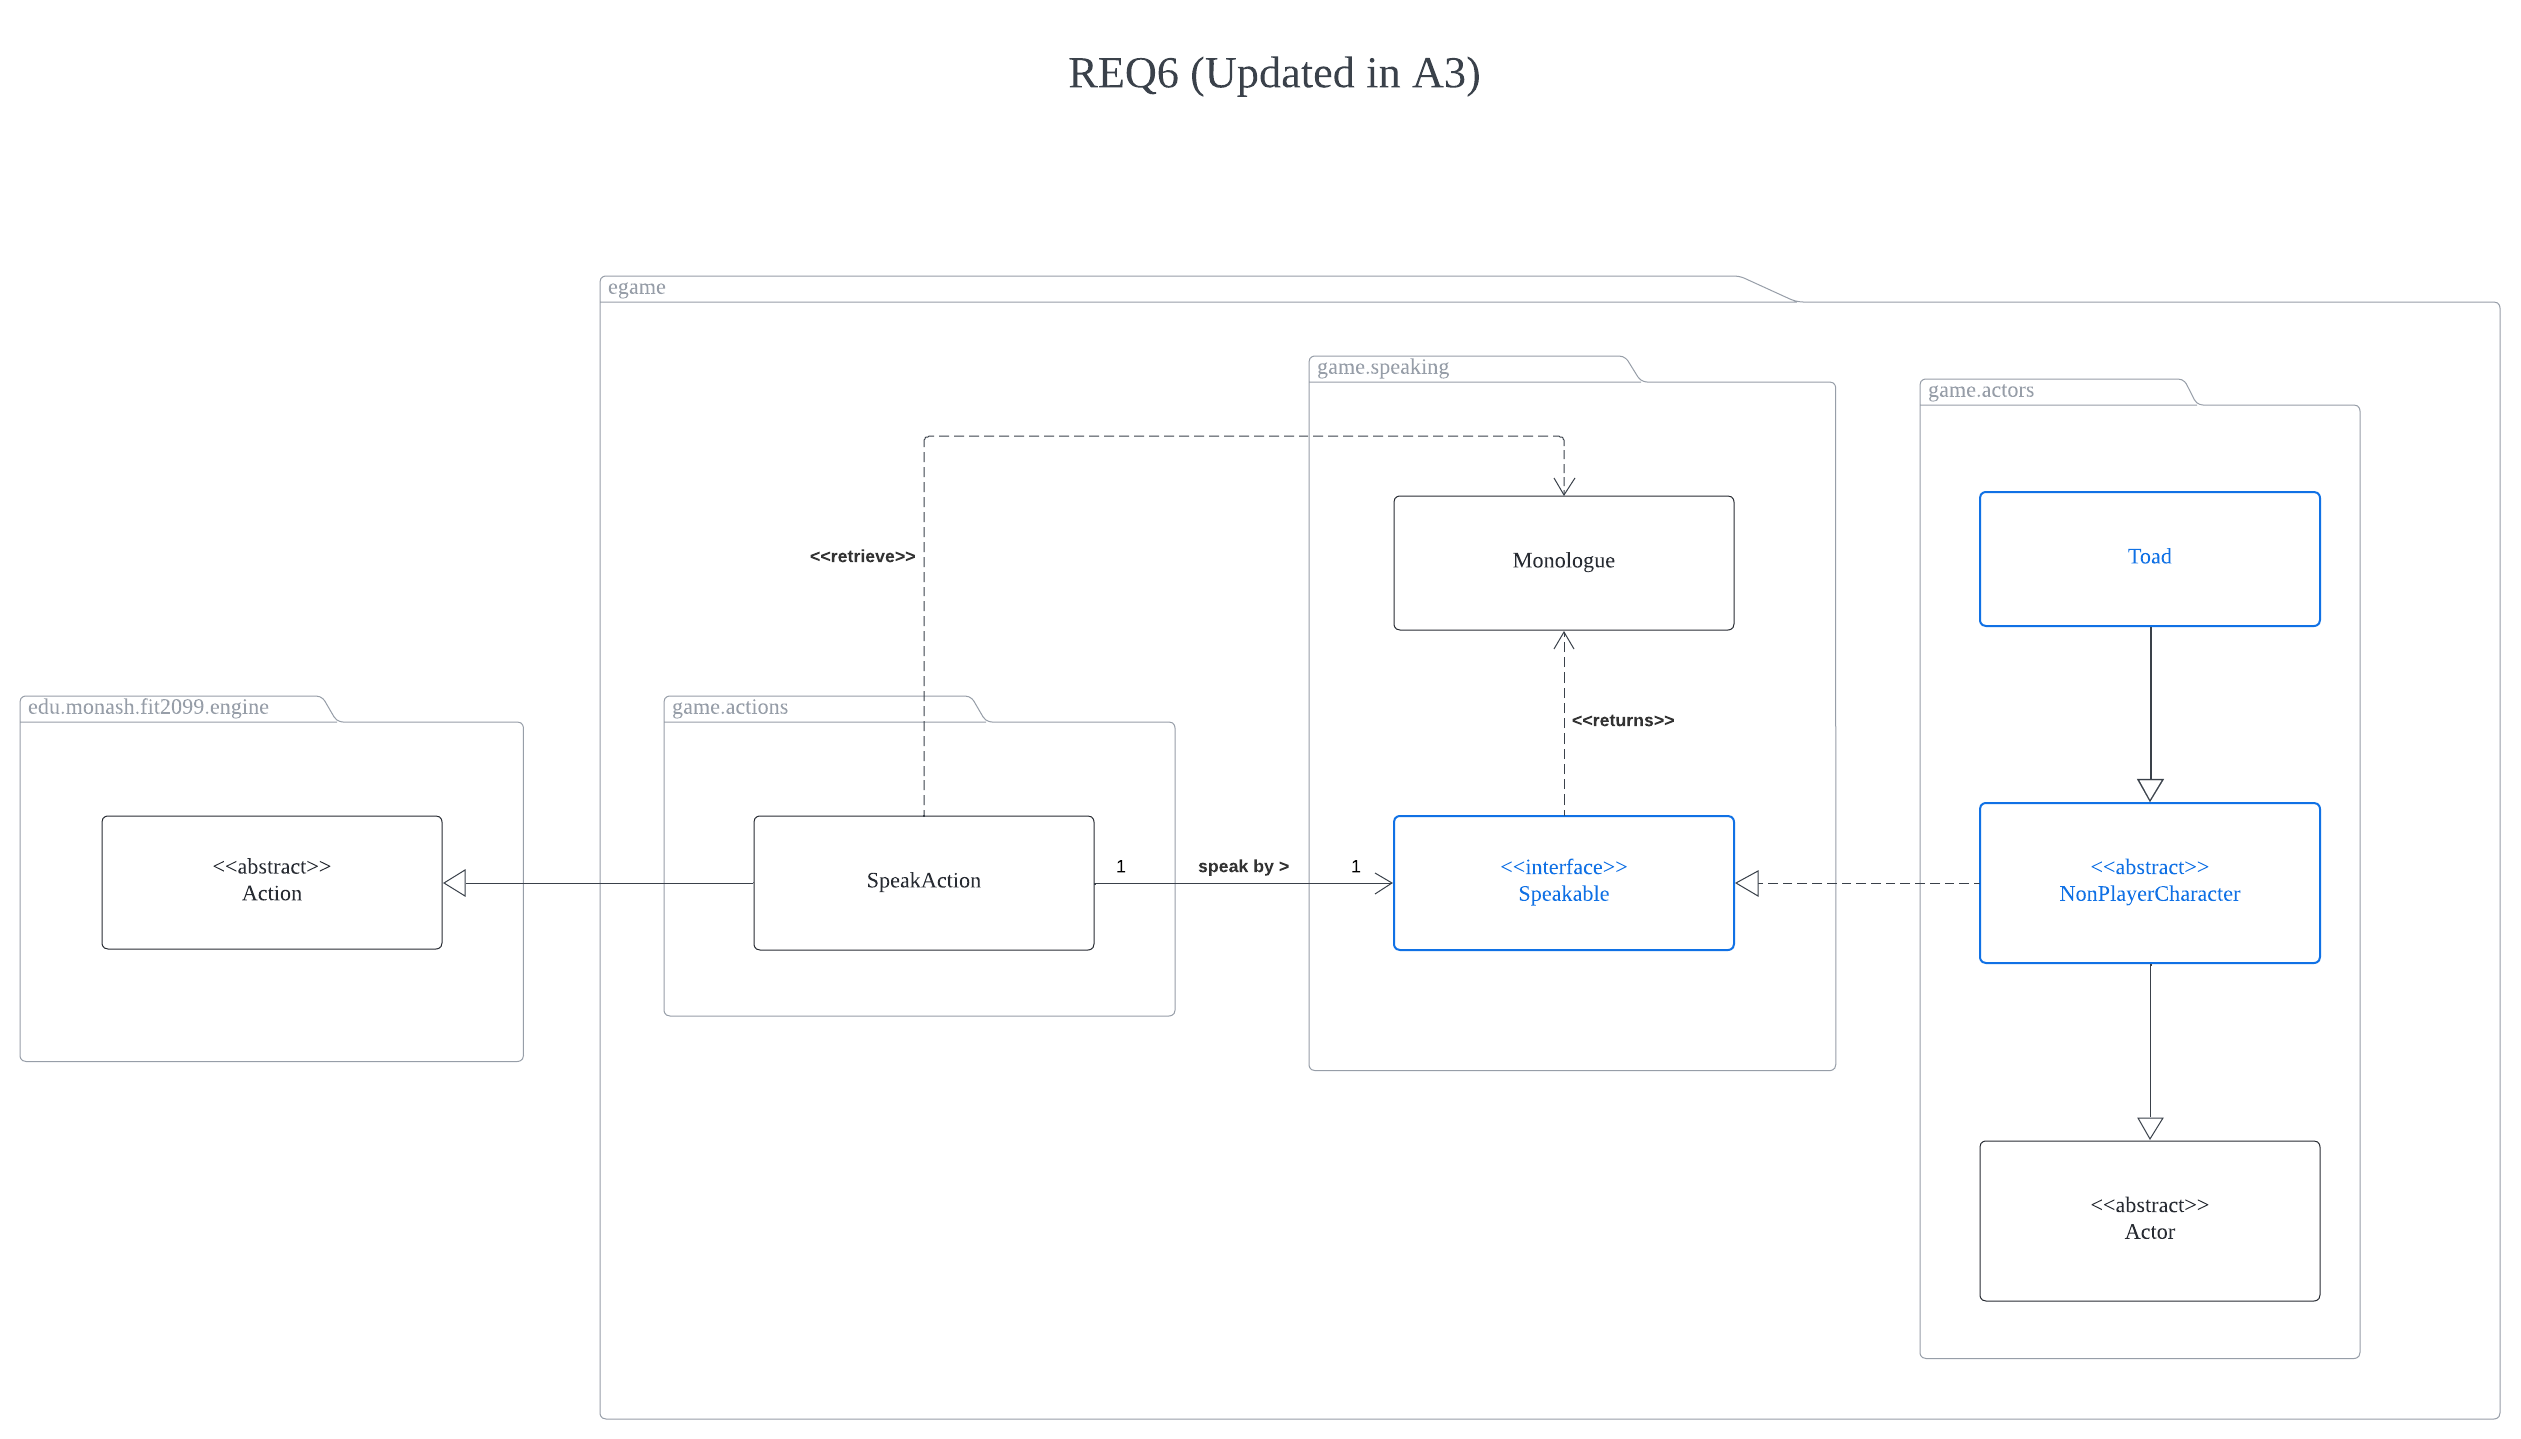 REQ6 (Updated in A3)
egame
game.speaking
game.actors
<<retrieve>>
Monologue
Toad
edu.monash.fit2099.engine
game.actions
<<returns>>
<<abstract>>
Action
SpeakAction
1
speak by >
1
<<interface>>
Speakable
<<abstract>>
NonPlayerCharacter
<<abstract>>
Actor